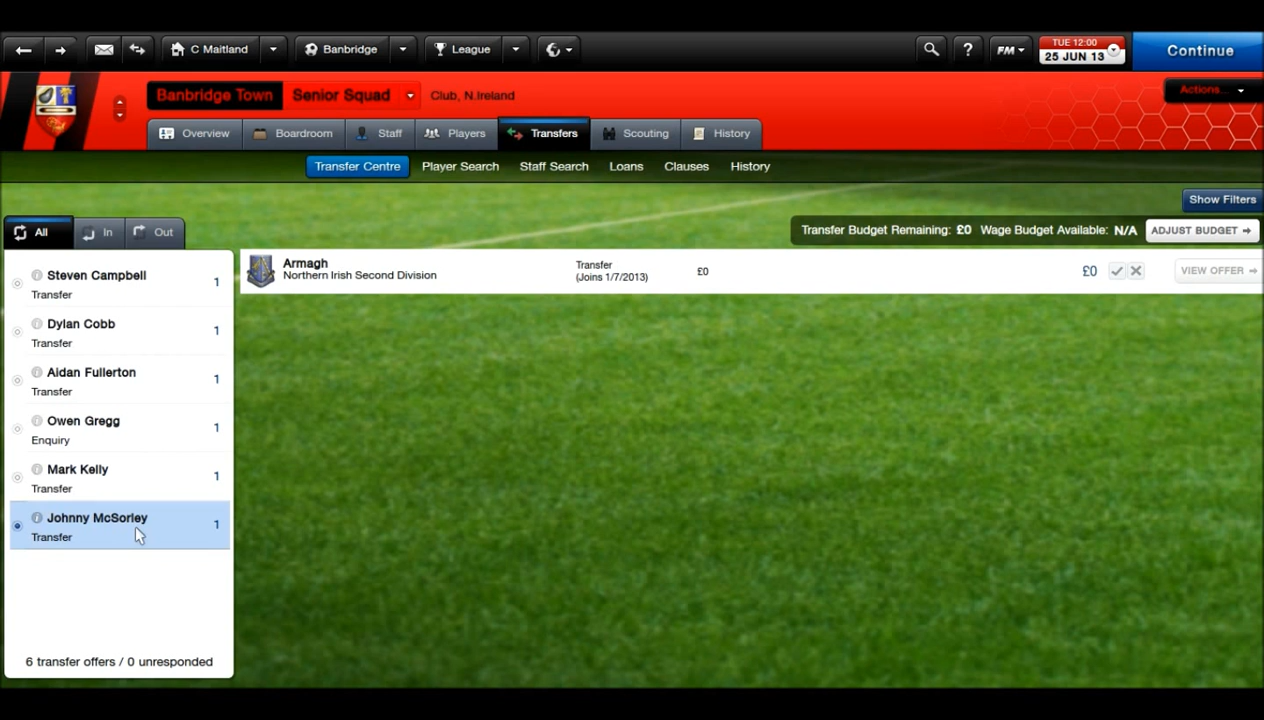 C Maitland
Banbridge
League
?
FM
TUE 12:00
25 JUN 13
Continue
Banbridge Town
Senior Squad
Club, N.Ireland
Actions...
Overview
Boardroom
Staff
Players
Transfers
Scouting
History
Transfer Centre
Player Search
Staff Search
Loans
Clauses
History
Show Filters
All
In
Out
Transfer Budget Remaining: £0 Wage Budget Available: N/A
ADJUST BUDGET
Steven Campbell 1
Transfer
Dylan Cobb 1
Transfer
Aidan Fullerton 1
Transfer
Owen Gregg 1
Enquiry
Mark Kelly 1
Transfer
Johnny McSorley 1
Transfer
6 transfer offers / 0 unresponded
Armagh
Northern Irish Second Division
Transfer
(Joins 1/7/2013)
£0
£0
VIEW OFFER